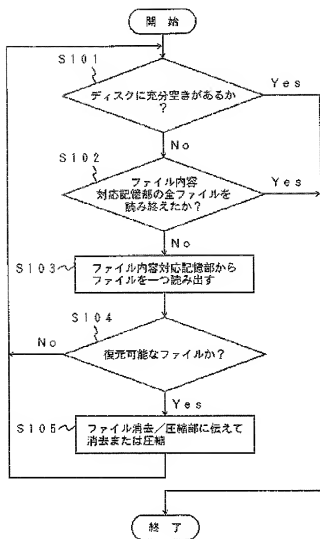 開始
S101
ディスクに充分空きがあるか
?
Yes
No
S102
ファイル内容
対応記憶部の全ファイルを
読み終えたか?
Yes
No
S103
ファイル内容対応記憶部から
ファイルを一つ読み出す
S104
No
復元可能なファイルか?
Yes
S105
ファイル消去/圧縮部に伝えて
消去または圧縮
終了